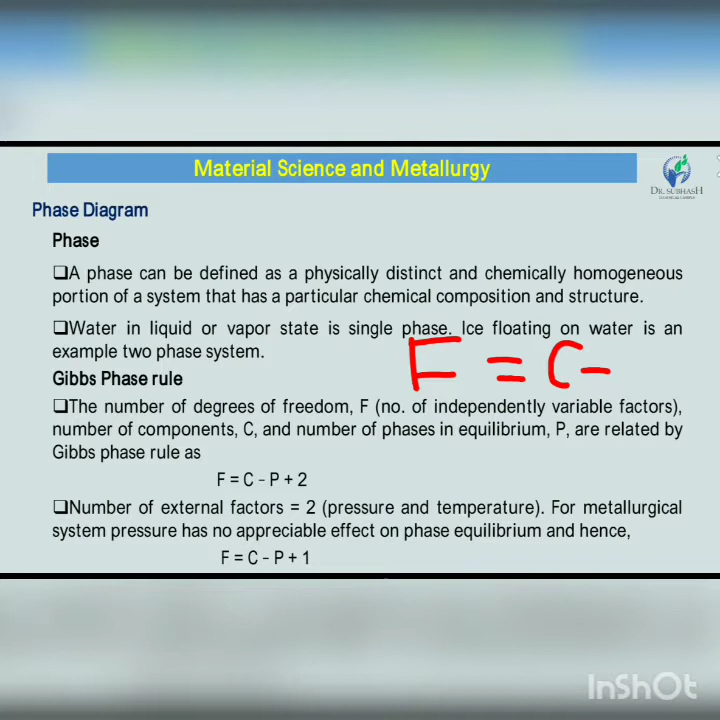 Material Science and Metallurgy
DR. SUBHASH
Phase Diagram
Phase
❑A phase can be defined as a physically distinct and chemically homogeneous
portion of a system that has a particular chemical composition and structure.
❑Water in liquid or vapor state is single phase. Ice floating on water is an
example two phase system.
F = C -
Gibbs Phase rule
❑The number of degrees of freedom, F (no. of independently variable factors),
number of components, C, and number of phases in equilibrium, P, are related by
Gibbs phase rule as
F = C – P + 2
❑Number of external factors = 2 (pressure and temperature). For metallurgical
system pressure has no appreciable effect on phase equilibrium and hence,
F = C – P + 1
InShOt